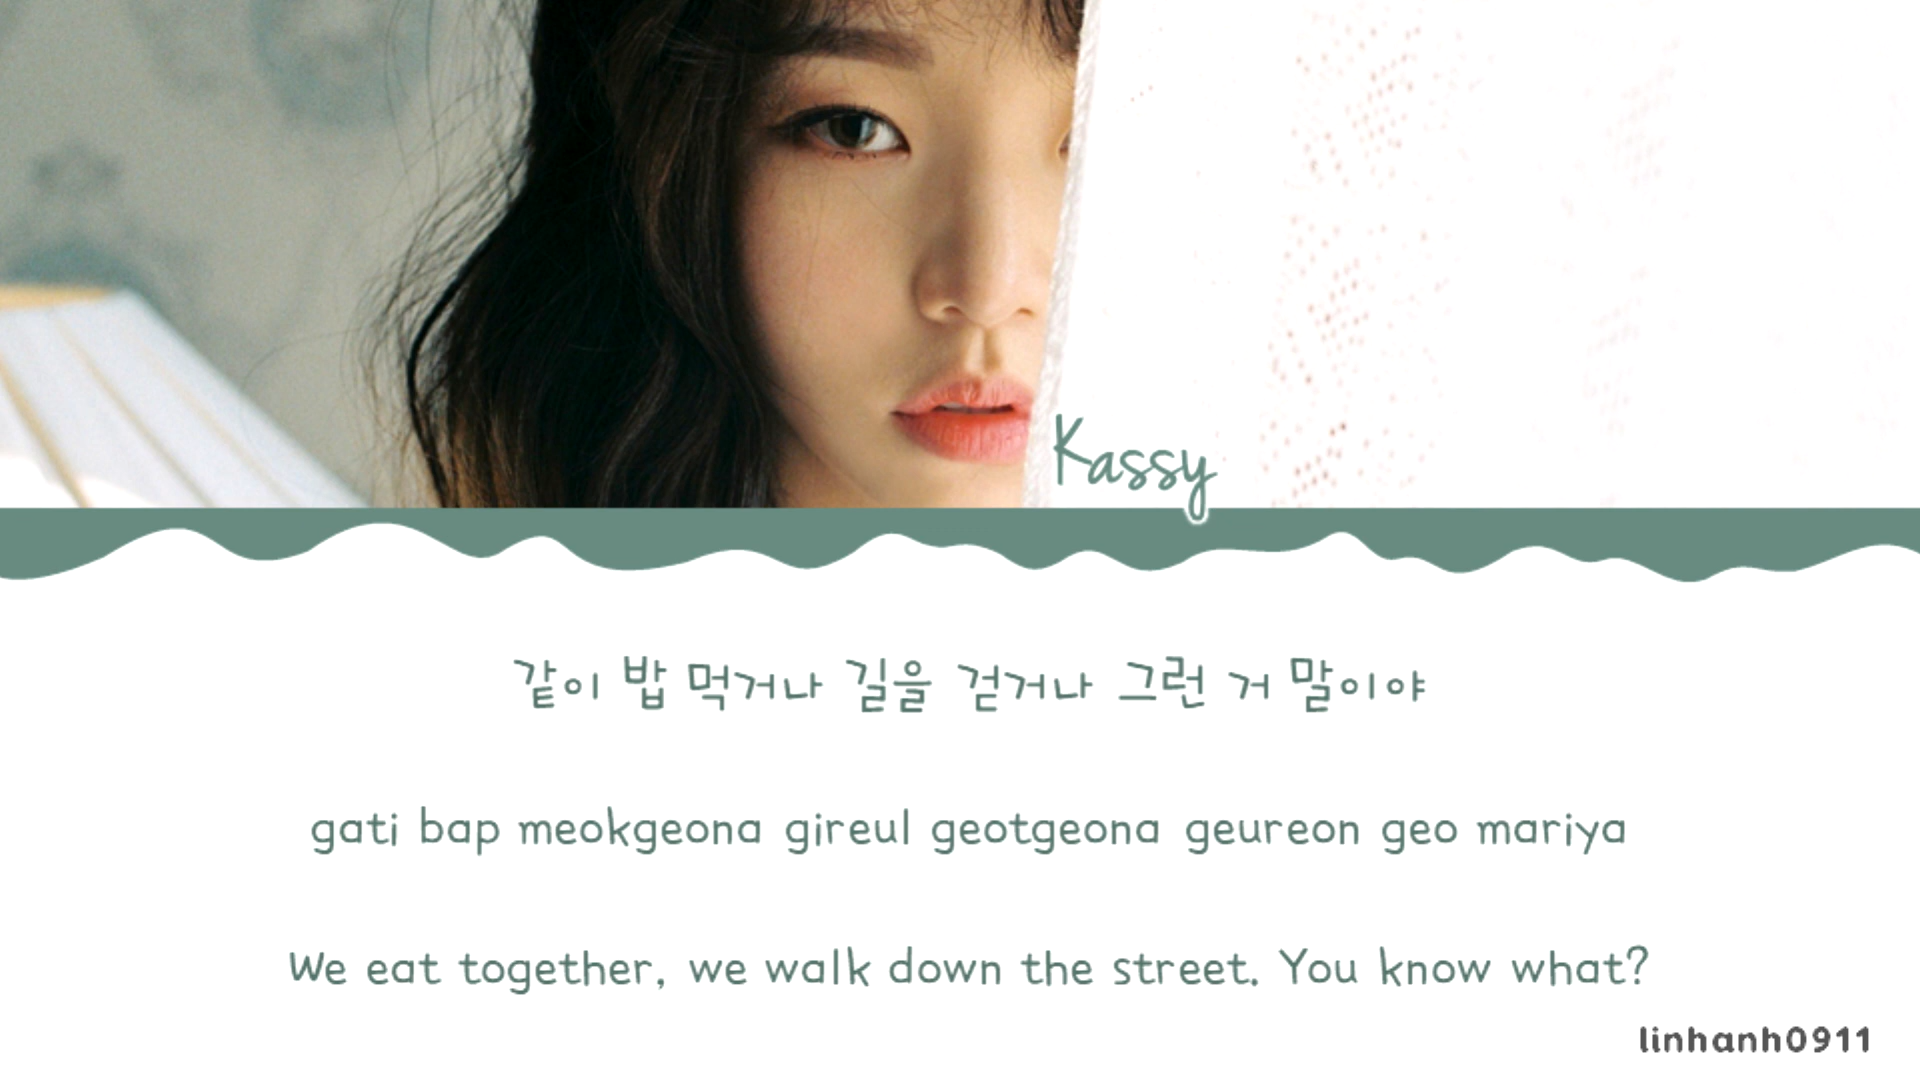 Kassy
같이 밥 먹거나 길을 걷거나 그런 거 말이야
gati bap meokgeona gireul geotgeona geureon geo mariya
We eat together, we walk down the street. You know what?
linhanh0911